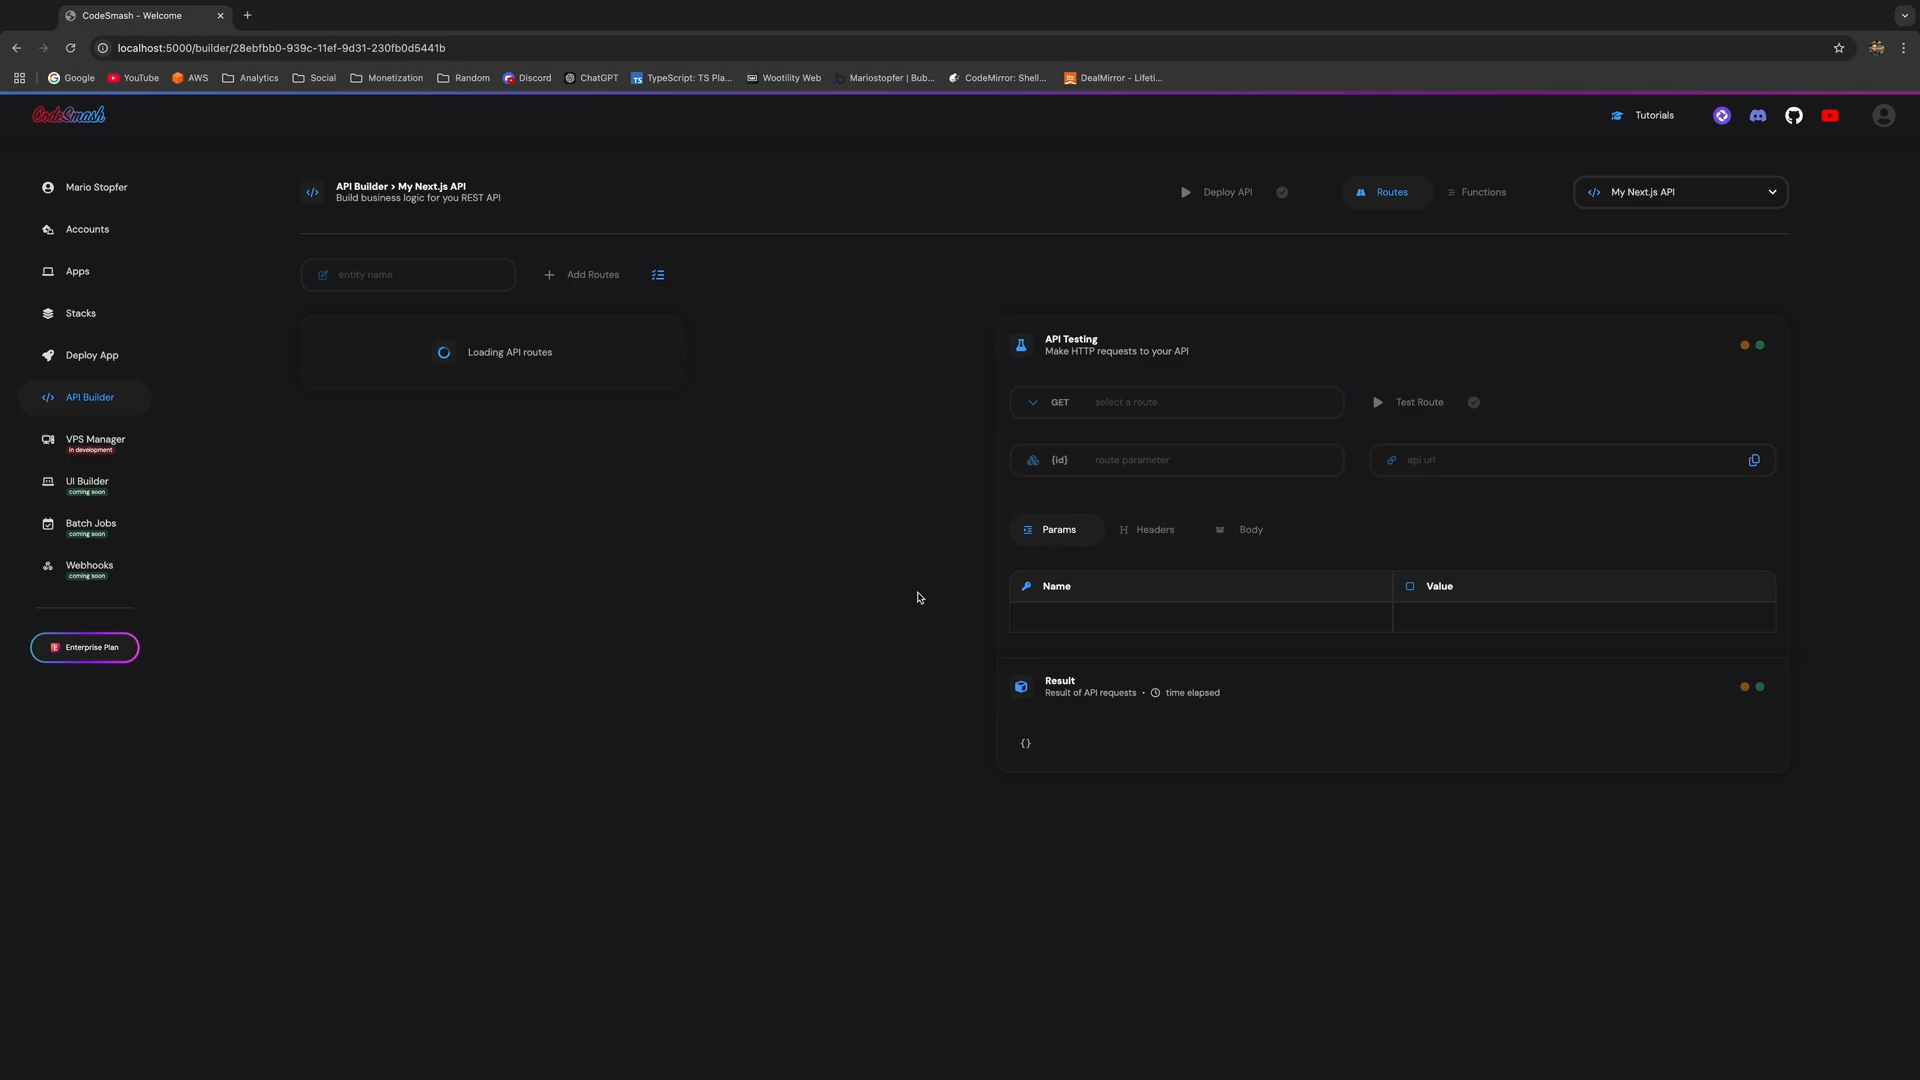 CodeSmash - Welcome
localhost:5000/builder/28ebfbb0-939c-11ef-9d31-230fb0d5441b
Google YouTube AWS Analytics Social Monetization Random Discord ChatGPT TypeScript: TS Pla... Wootility Web Mariostopfer | Bub... CodeMirror: Shell... DealMirror - Lifeti...
CodeSmash
Tutorials
Mario Stopfer
Accounts
Apps
Stacks
Deploy App
API Builder
VPS Manager
in development
UI Builder
coming soon
Batch Jobs
coming soon
Webhooks
coming soon
E Enterprise Plan
API Builder > My Next.js API
Build business logic for you REST API
Deploy API
Routes
Functions
My Next.js API
entity name
Add Routes
Loading API routes
API Testing
Make HTTP requests to your API
GET select a route
Test Route
{id} route parameter
api url
Params
Headers
Body
Name
Value
Result
Result of API requests • time elapsed
{}